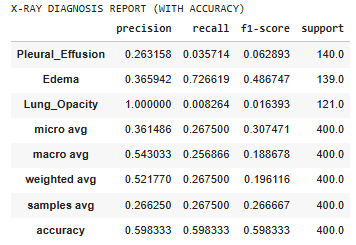 X-RAY DIAGNOSIS REPORT (WITH ACCURACY)
precision recall f1-score support
Pleural_Effusion 0.263158 0.035714 0.062893 140.0
Edema 0.365942 0.726619 0.486747 139.0
Lung_Opacity 1.000000 0.008264 0.016393 121.0
micro avg 0.361486 0.267500 0.307471 400.0
macro avg 0.543033 0.256866 0.188678 400.0
weighted avg 0.521770 0.267500 0.196116 400.0
samples avg 0.266250 0.267500 0.266667 400.0
accuracy 0.598333 0.598333 0.598333 400.0